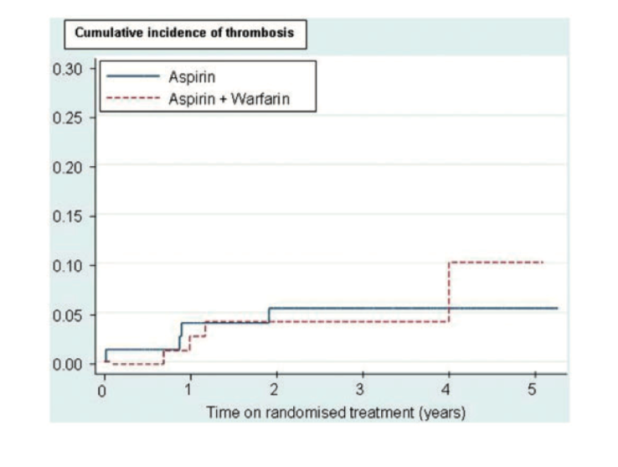 Cumulative incidence of thrombosis
Aspirin
Aspirin + Warfarin
0.30
0.25
0.20
0.15
0.10
0.05
0.00
0 1 2 3 4 5
Time on randomised treatment (years)